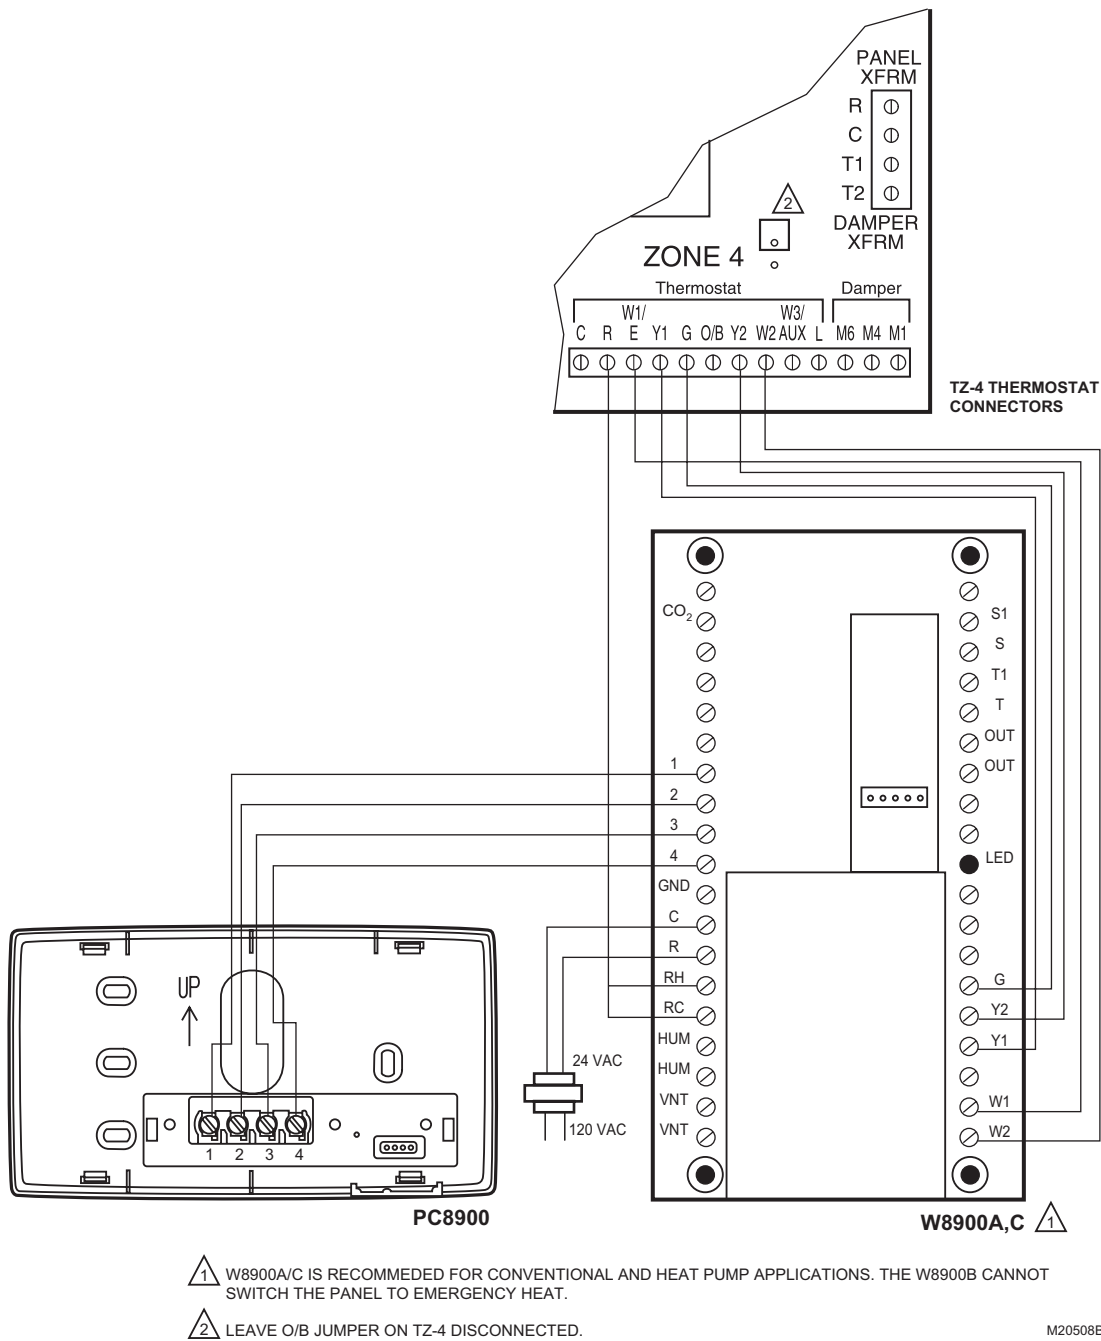 PANEL
XFRM
R
C
T1
T2
DAMPER
XFRM
2
ZONE 4
Thermostat Damper
W1/ W3/
C R E Y1 G O/B Y2 W2 AUX L M6 M4 M1
TZ-4 THERMOSTAT
CONNECTORS
CO2
S1
S
T1
T
OUT
OUT
1
2
3
4
LED
GND
C
R
RH
G
RC
Y2
HUM
Y1
HUM
VNT
W1
VNT
W2
24 VAC
120 VAC
UP
1 2 3 4
PC8900
W8900A,C 1
1 W8900A/C IS RECOMMEDED FOR CONVENTIONAL AND HEAT PUMP APPLICATIONS. THE W8900B CANNOT
SWITCH THE PANEL TO EMERGENCY HEAT.
2 LEAVE O/B JUMPER ON TZ-4 DISCONNECTED.
M20508B